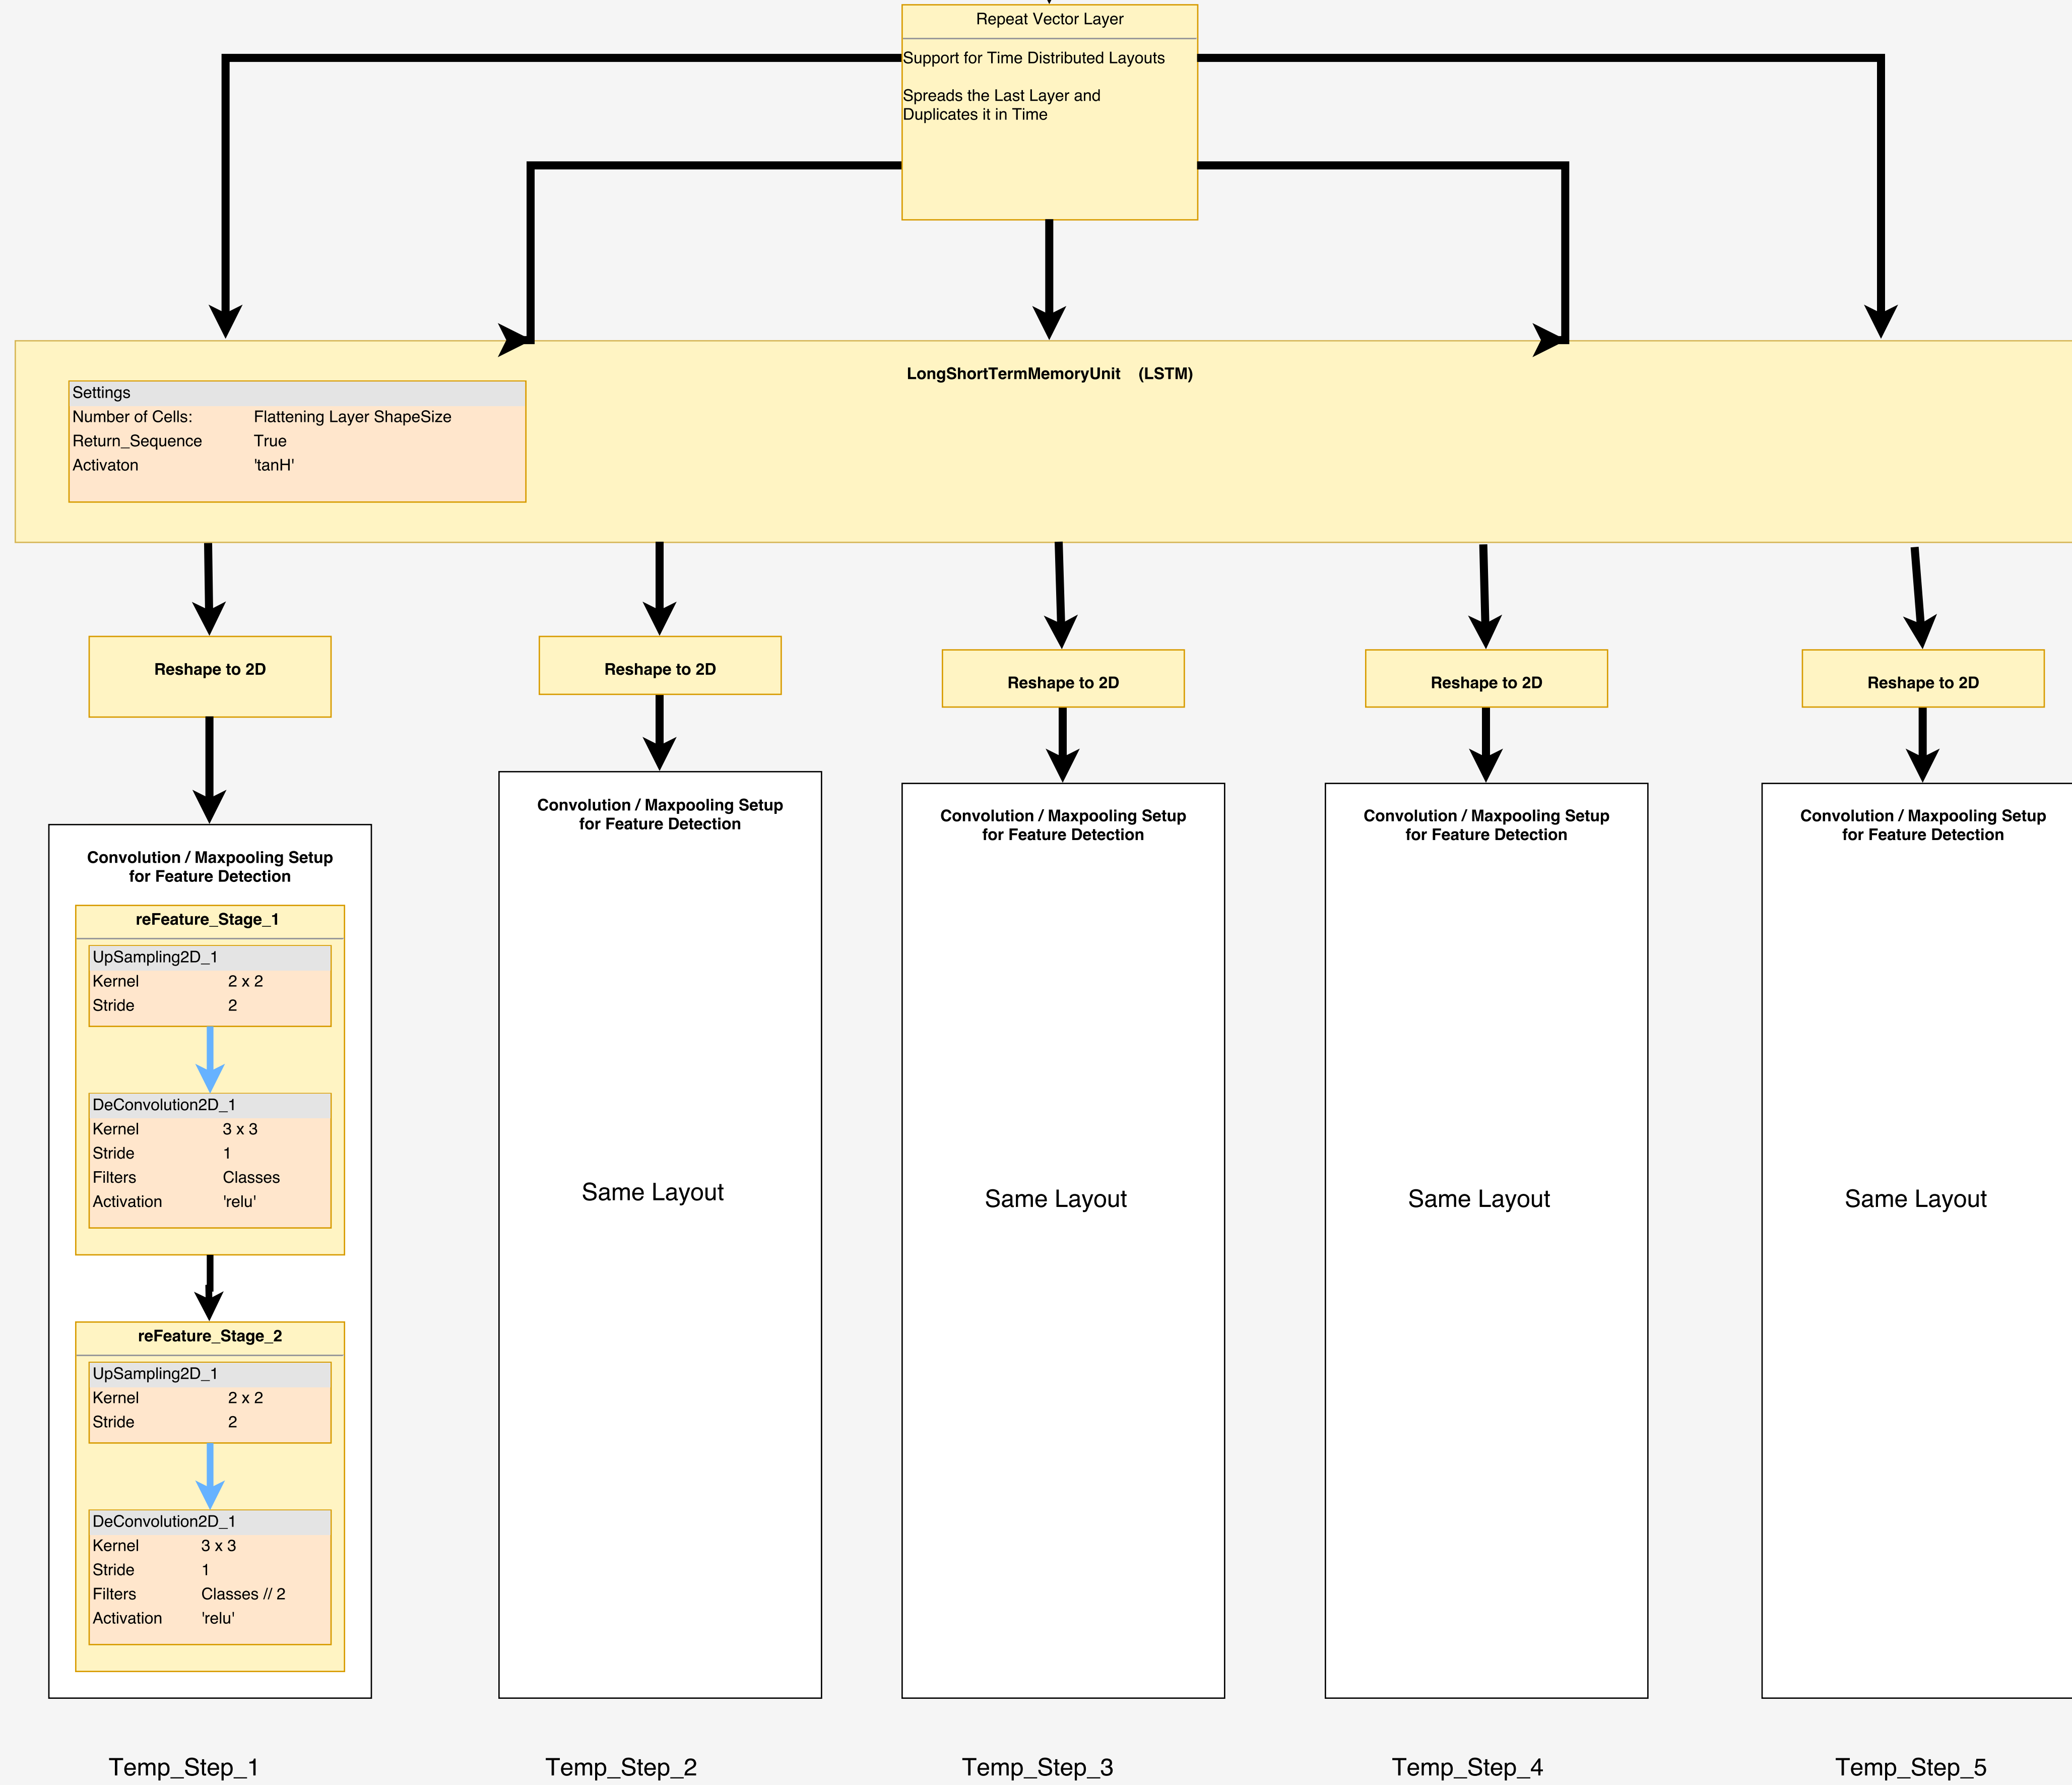 Repeat Vector Layer
Support for Time Distributed Layouts
Spreads the Last Layer and
Duplicates it in Time
LongShortTermMemoryUnit (LSTM)
Settings
Number of Cells: Flattening Layer ShapeSize
Return_Sequence True
Activaton 'tanH'
Reshape to 2D
Reshape to 2D
Reshape to 2D
Reshape to 2D
Reshape to 2D
Convolution / Maxpooling Setup
for Feature Detection
reFeature_Stage_1
UpSampling2D_1
Kernel 2 x 2
Stride 2
DeConvolution2D_1
Kernel 3 x 3
Stride 1
Filters Classes
Activation 'relu'
reFeature_Stage_2
UpSampling2D_1
Kernel 2 x 2
Stride 2
DeConvolution2D_1
Kernel 3 x 3
Stride 1
Filters Classes // 2
Activation 'relu'
Convolution / Maxpooling Setup
for Feature Detection
Same Layout
Convolution / Maxpooling Setup
for Feature Detection
Same Layout
Convolution / Maxpooling Setup
for Feature Detection
Same Layout
Convolution / Maxpooling Setup
for Feature Detection
Same Layout
Temp_Step_1
Temp_Step_2
Temp_Step_3
Temp_Step_4
Temp_Step_5